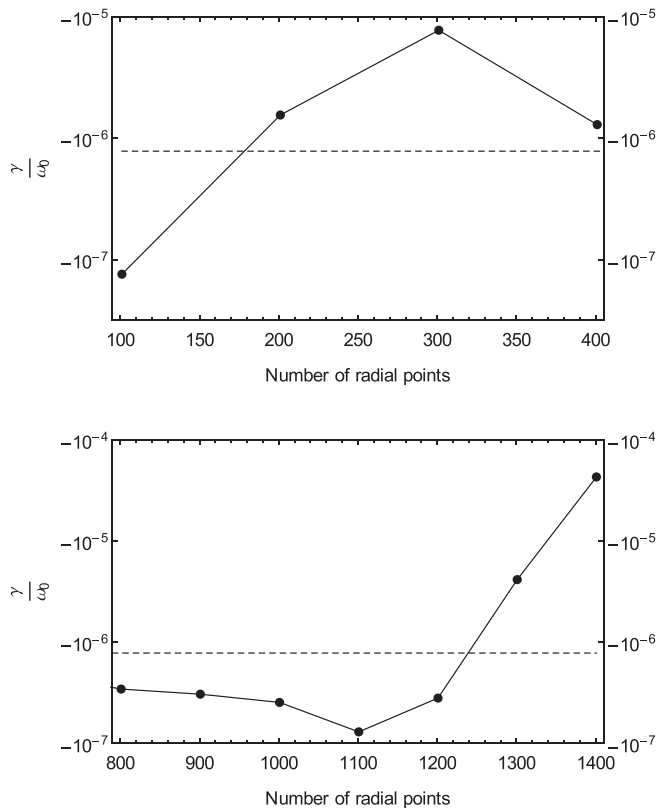 −10⁻⁵ −10⁻⁵
−10⁻⁶ −10⁻⁶
γ
ω₀
−10⁻⁷ −10⁻⁷
100 150 200 250 300 350 400
Number of radial points
−10⁻⁴ −10⁻⁴
−10⁻⁵ −10⁻⁵
γ
ω₀
−10⁻⁶ −10⁻⁶
−10⁻⁷ −10⁻⁷
800 900 1000 1100 1200 1300 1400
Number of radial points